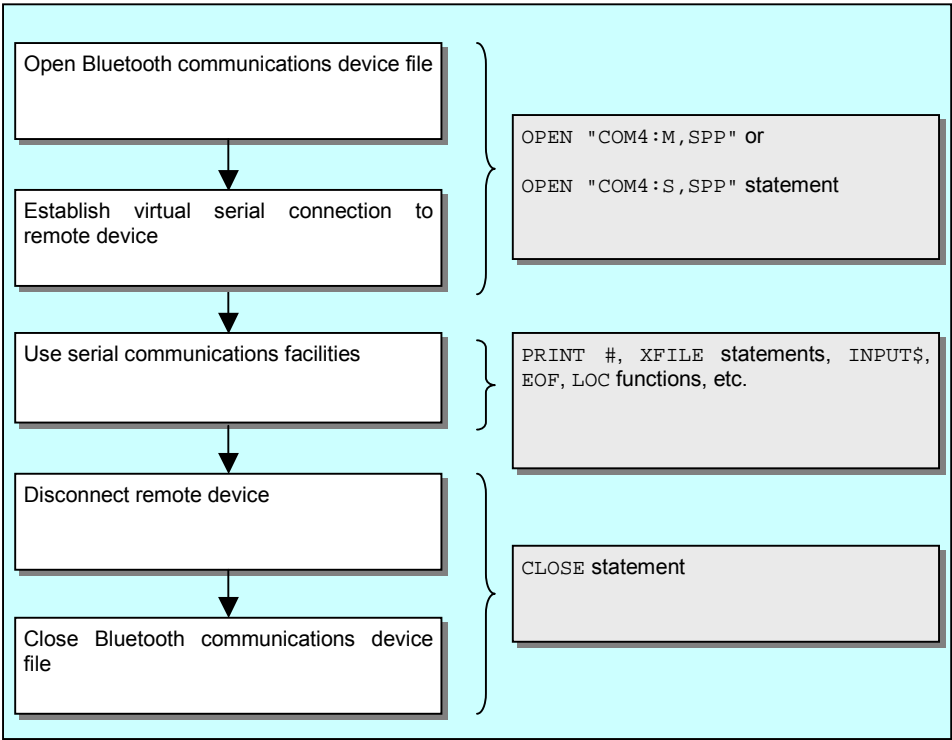 Open Bluetooth communications device file
OPEN "COM4:M,SPP" or
OPEN "COM4:S,SPP" statement
Establish virtual serial connection to
remote device
Use serial communications facilities
PRINT #, XFILE statements, INPUT$,
EOF, LOC functions, etc.
Disconnect remote device
CLOSE statement
Close Bluetooth communications device
file